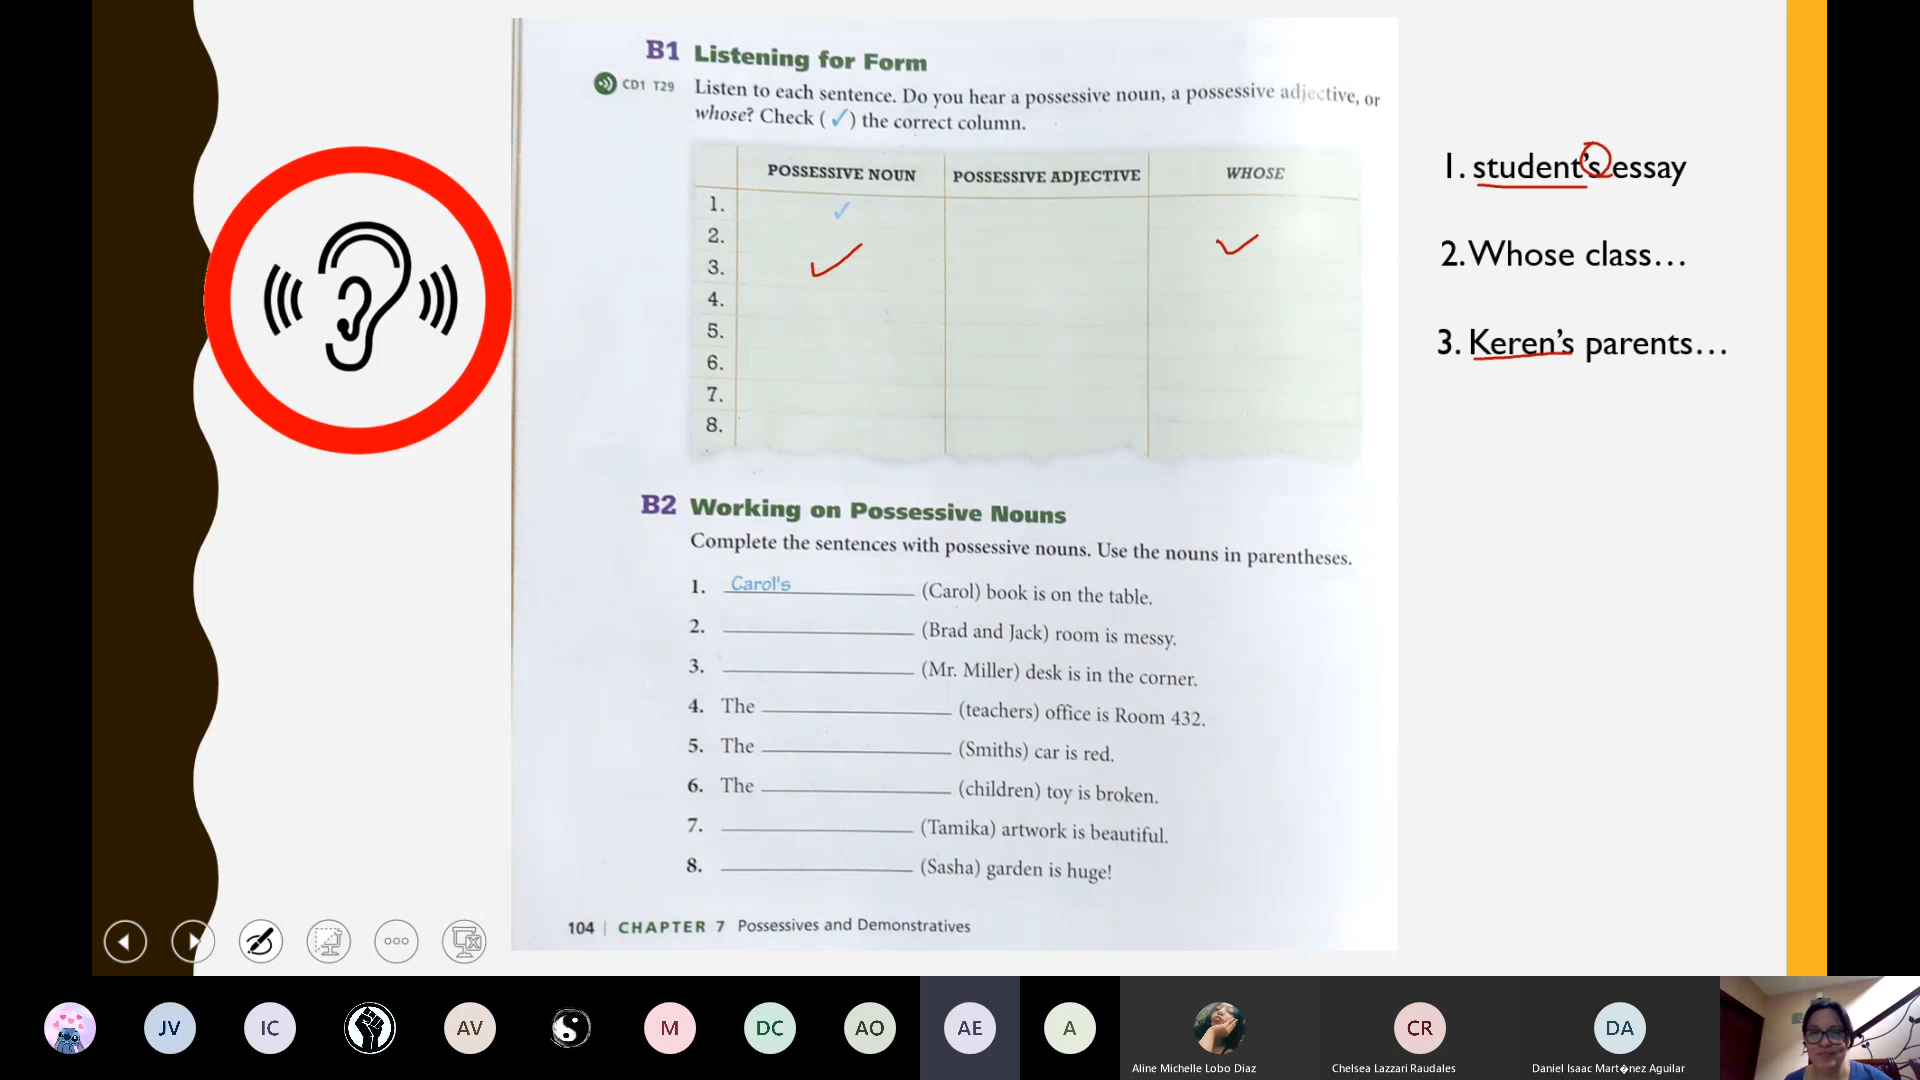 B1 Listening for Form
CD1 T29 Listen to each sentence. Do you hear a possessive noun, a possessive adjective, or
whose? Check (✓) the correct column.
POSSESSIVE NOUN POSSESSIVE ADJECTIVE WHOSE
1. ✓
2. ✓
3. ✓
4.
5.
6.
7.
8.
B2 Working on Possessive Nouns
Complete the sentences with possessive nouns. Use the nouns in parentheses.
1. Carol's (Carol) book is on the table.
2. (Brad and Jack) room is messy.
3. (Mr. Miller) desk is in the corner.
4. The (teachers) office is Room 432.
5. The (Smiths) car is red.
6. The (children) toy is broken.
7. (Tamika) artwork is beautiful.
8. (Sasha) garden is huge!
104 | CHAPTER 7 Possessives and Demonstratives
1. student’s essay
2. Whose class…
3. Keren’s parents…
JV IC AV M DC AO AE A CR DA
Aline Michelle Lobo Diaz Chelsea Lazzari Raudales Daniel Isaac Mart�nez Aguilar